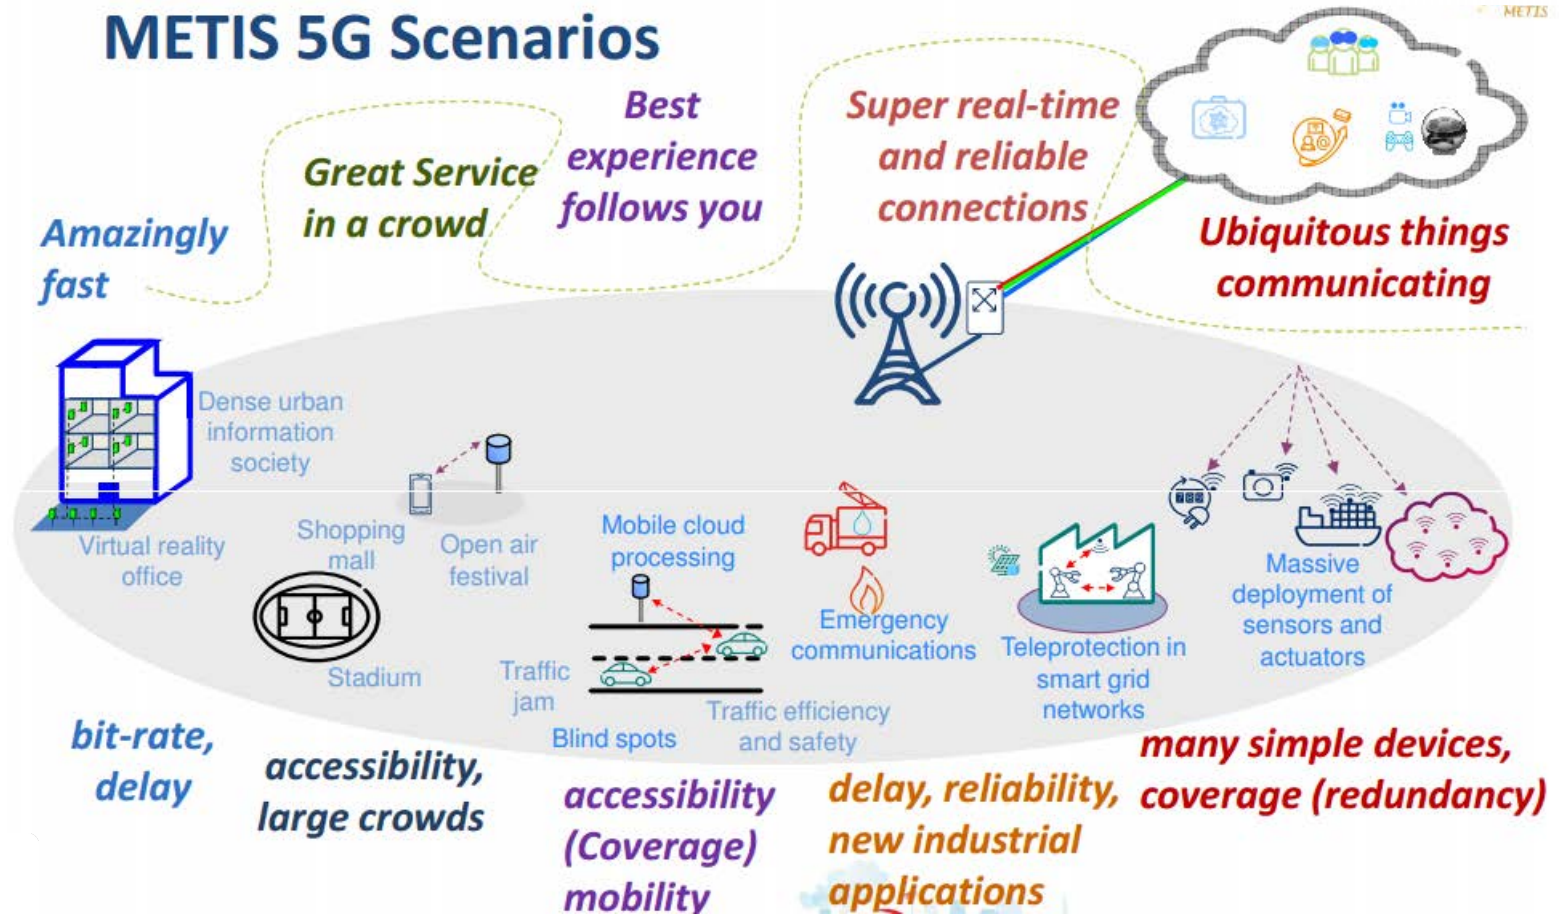 METIS 5G Scenarios
METIS
Amazingly
fast
Great Service
in a crowd
Best
experience
follows you
Super real-time
and reliable
connections
Ubiquitous things
communicating
Dense urban
information
society
Virtual reality
office
Shopping
mall
Open air
festival
Stadium
Mobile cloud
processing
Traffic
jam
Blind spots
Traffic efficiency
and safety
Emergency
communications
Teleprotection in
smart grid
networks
Massive
deployment of
sensors and
actuators
bit-rate,
delay
accessibility,
large crowds
accessibility
(Coverage)
mobility
delay, reliability,
new industrial
applications
many simple devices,
coverage (redundancy)